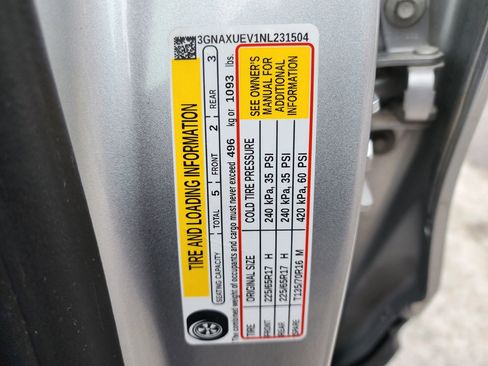 3GNAXUEV1NL231504
TIRE AND LOADING INFORMATION
SEATING CAPACITY TOTAL 5 FRONT 2 REAR 3
The combined weight of occupants and cargo must never exceed 496 kg or 1093 lbs.
TIRE ORIGINAL SIZE COLD TIRE PRESSURE
FRONT 225/65R17 H 240 kPa, 35 PSI
REAR 225/65R17 H 240 kPa, 35 PSI
SPARE T135/70R16 M 420 kPa, 60 PSI
SEE OWNER'S
MANUAL FOR
ADDITIONAL
INFORMATION